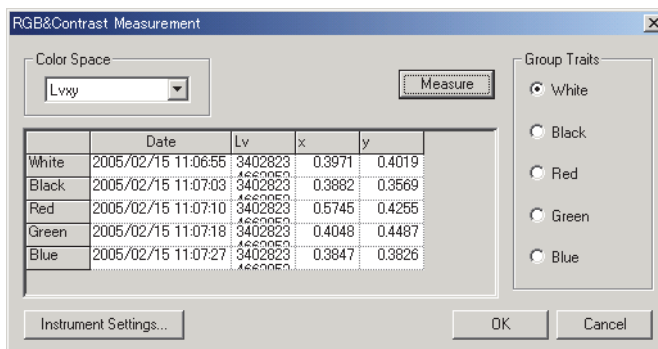 RGB&Contrast Measurement
Color Space
Lvxy
Measure
Group Traits
White
Black
Red
Green
Blue
Date Lv x y
White 2005/02/15 11:06:55 3402823 0.3971 0.4019
Black 2005/02/15 11:07:03 3402823 0.3882 0.3569
Red 2005/02/15 11:07:10 3402823 0.5745 0.4255
Green 2005/02/15 11:07:18 3402823 0.4048 0.4487
Blue 2005/02/15 11:07:27 3402823 0.3847 0.3826
Instrument Settings...
OK
Cancel